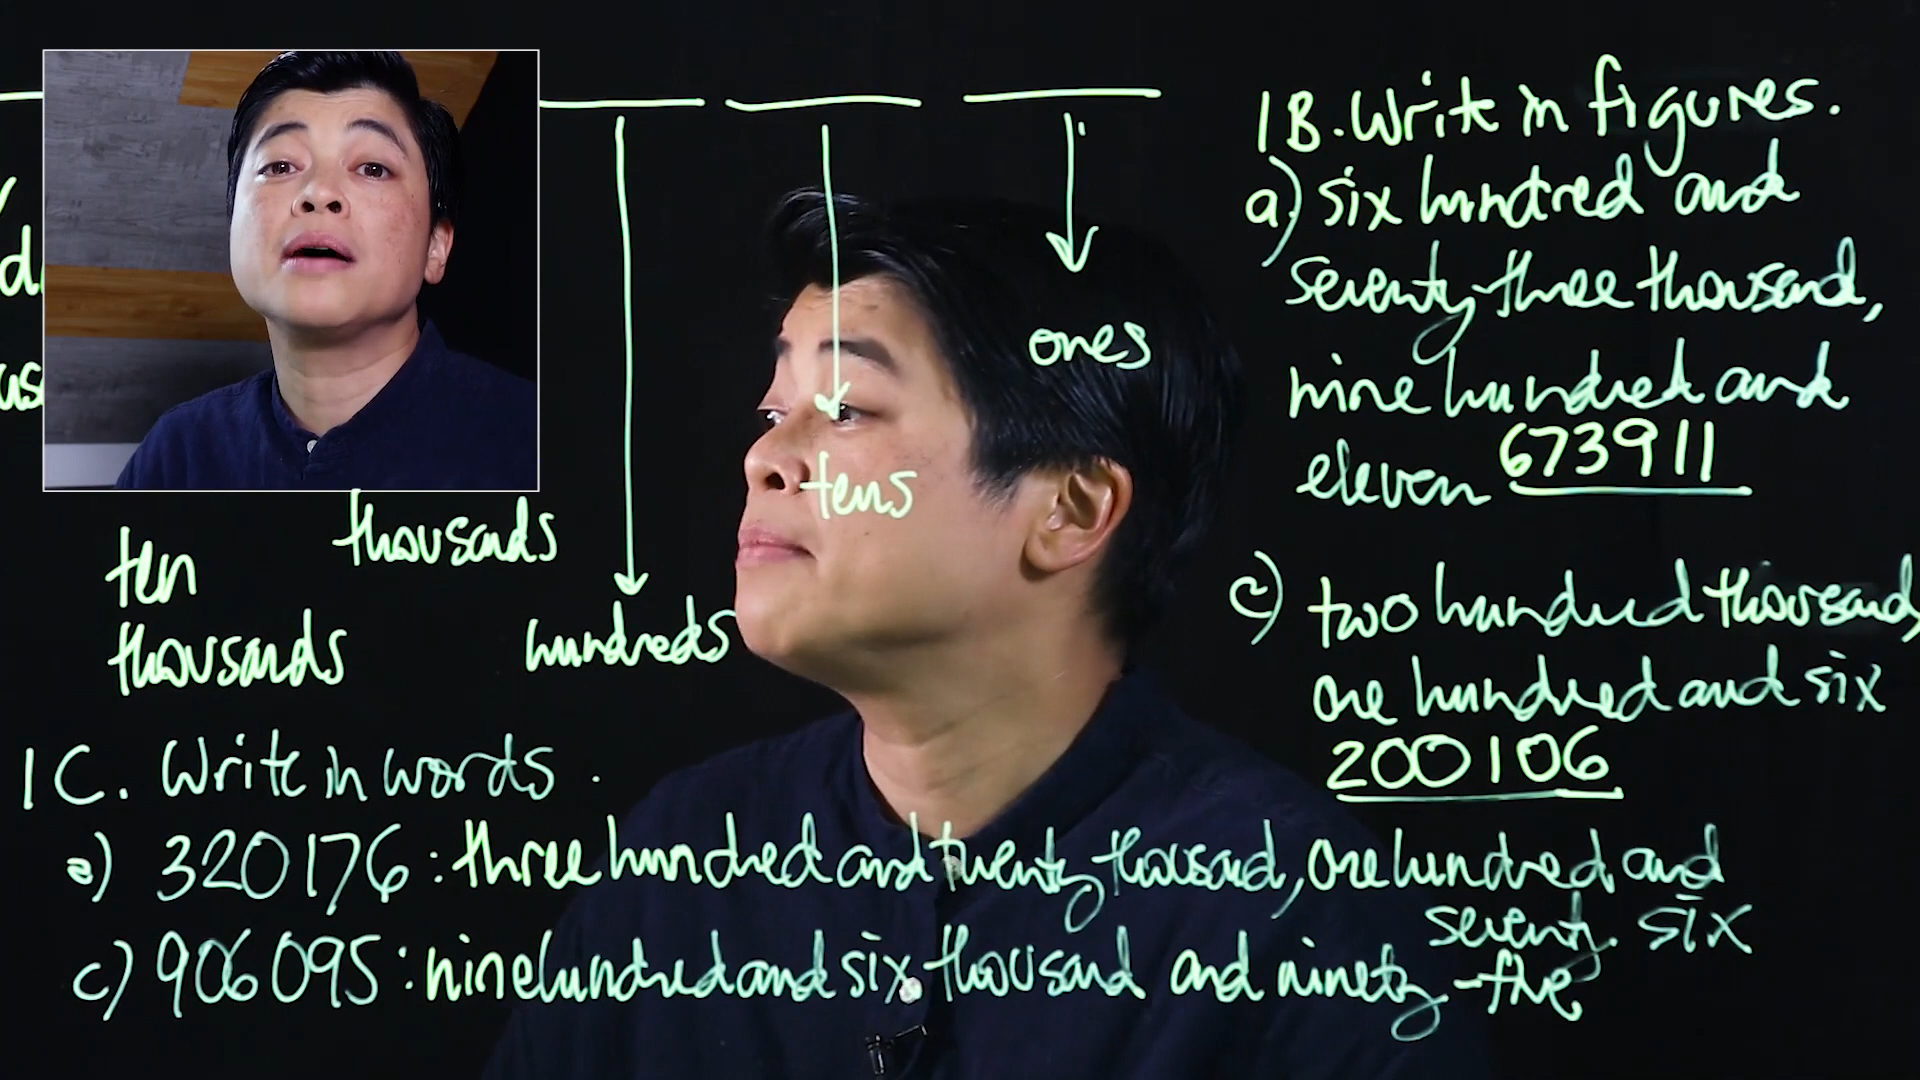 ones
tens
hundreds
thousands
ten
thousands
1B. Write in figures.
a) six hundred and
seventy-three thousand,
nine hundred and
eleven 673911
c) two hundred thousand,
one hundred and six
200106
1C. Write in words.
a) 320176: three hundred and twenty thousand, one hundred and
seventy-six
c) 906095: nine hundred and six thousand and ninety-five